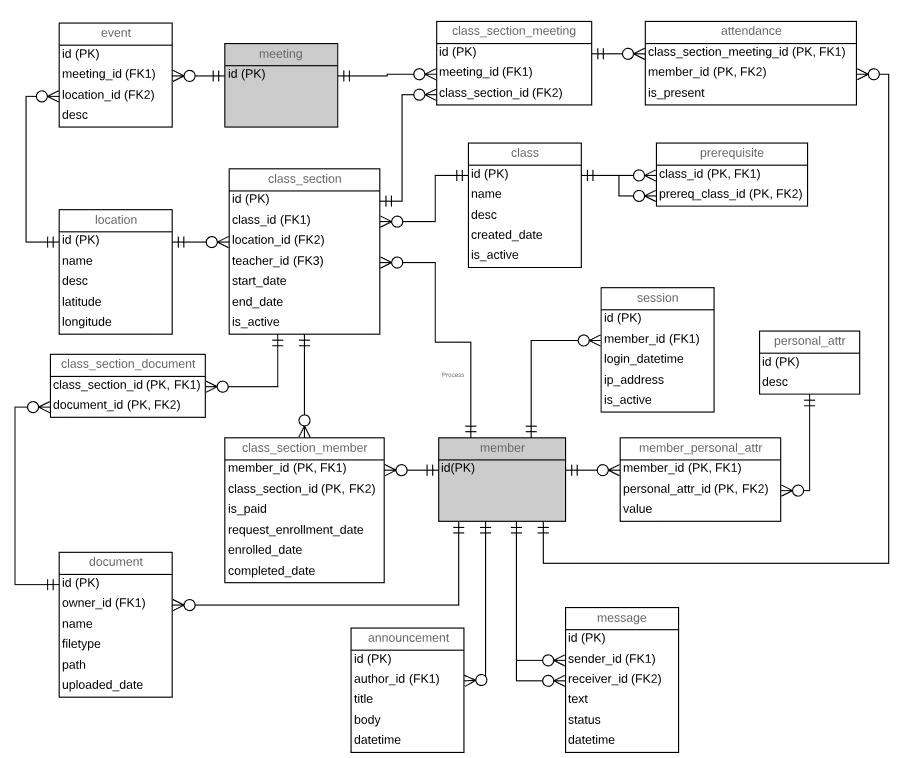 event
id (PK)
meeting_id (FK1)
location_id (FK2)
desc
meeting
id (PK)
class_section_meeting
id (PK)
meeting_id (FK1)
class_section_id (FK2)
attendance
class_section_meeting_id (PK, FK1)
member_id (PK, FK2)
is_present
class_section
id (PK)
class_id (FK1)
location_id (FK2)
teacher_id (FK3)
start_date
end_date
is_active
class
id (PK)
name
desc
created_date
is_active
prerequisite
class_id (PK, FK1)
prereq_class_id (PK, FK2)
location
id (PK)
name
desc
latitude
longitude
session
id (PK)
member_id (FK1)
login_datetime
ip_address
is_active
personal_attr
id (PK)
desc
class_section_document
class_section_id (PK, FK1)
document_id (PK, FK2)
Process
class_section_member
member_id (PK, FK1)
class_section_id (PK, FK2)
is_paid
request_enrollment_date
enrolled_date
completed_date
member
id(PK)
member_personal_attr
member_id (PK, FK1)
personal_attr_id (PK, FK2)
value
document
id (PK)
owner_id (FK1)
name
filetype
path
uploaded_date
announcement
id (PK)
author_id (FK1)
title
body
datetime
message
id (PK)
sender_id (FK1)
receiver_id (FK2)
text
status
datetime